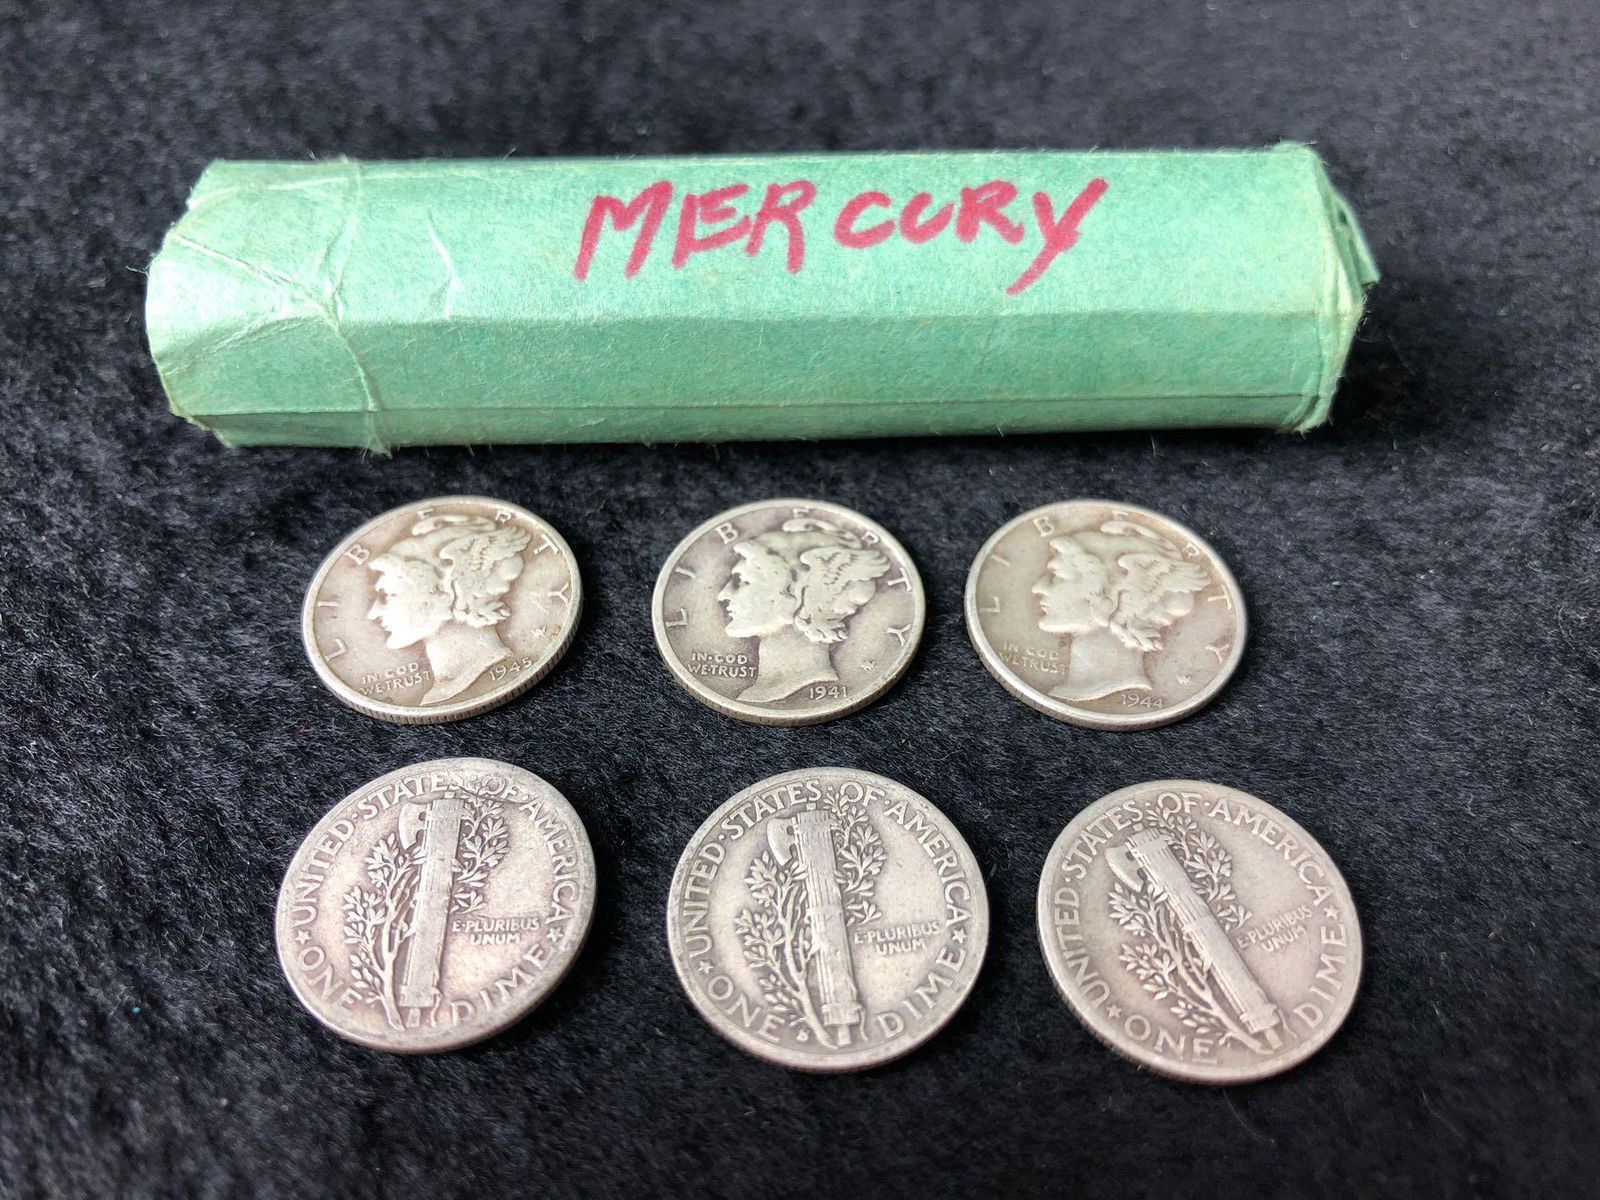 MERCURY
LIBERTY
IN·GOD
WE·TRUST
1945
LIBERTY
IN·GOD
WE·TRUST
1941
LIBERTY
IN·GOD
WE·TRUST
1944
·UNITED·STATES·OF·AMERICA·
E·PLURIBUS
UNUM
★ONE DIME★
·UNITED·STATES·OF·AMERICA·
E·PLURIBUS
UNUM
★ONE DIME★
UNITED·STATES·OF·AMERICA·
E·PLURIBUS
UNUM
★ONE DIME★